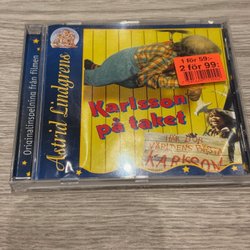 Originalinspelning från filmen
Astrid Lindgrens
1 för 59:-
2 för 99:-
Karlsson
på taket
VÄRLDENS BÄSTA
KARLSSON